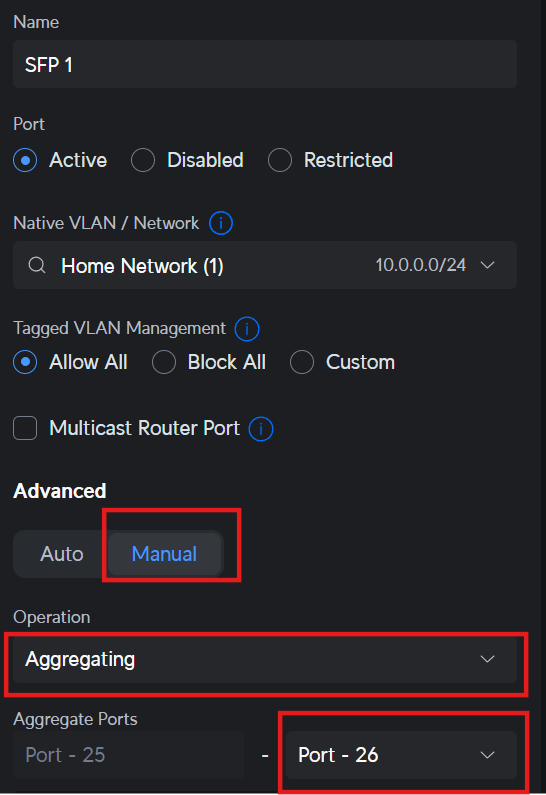 Name
SFP 1
Port
Active Disabled Restricted
Native VLAN / Network i
Home Network (1) 10.0.0.0/24
Tagged VLAN Management i
Allow All Block All Custom
Multicast Router Port i
Advanced
Auto Manual
Operation
Aggregating
Aggregate Ports
Port - 25 - Port - 26